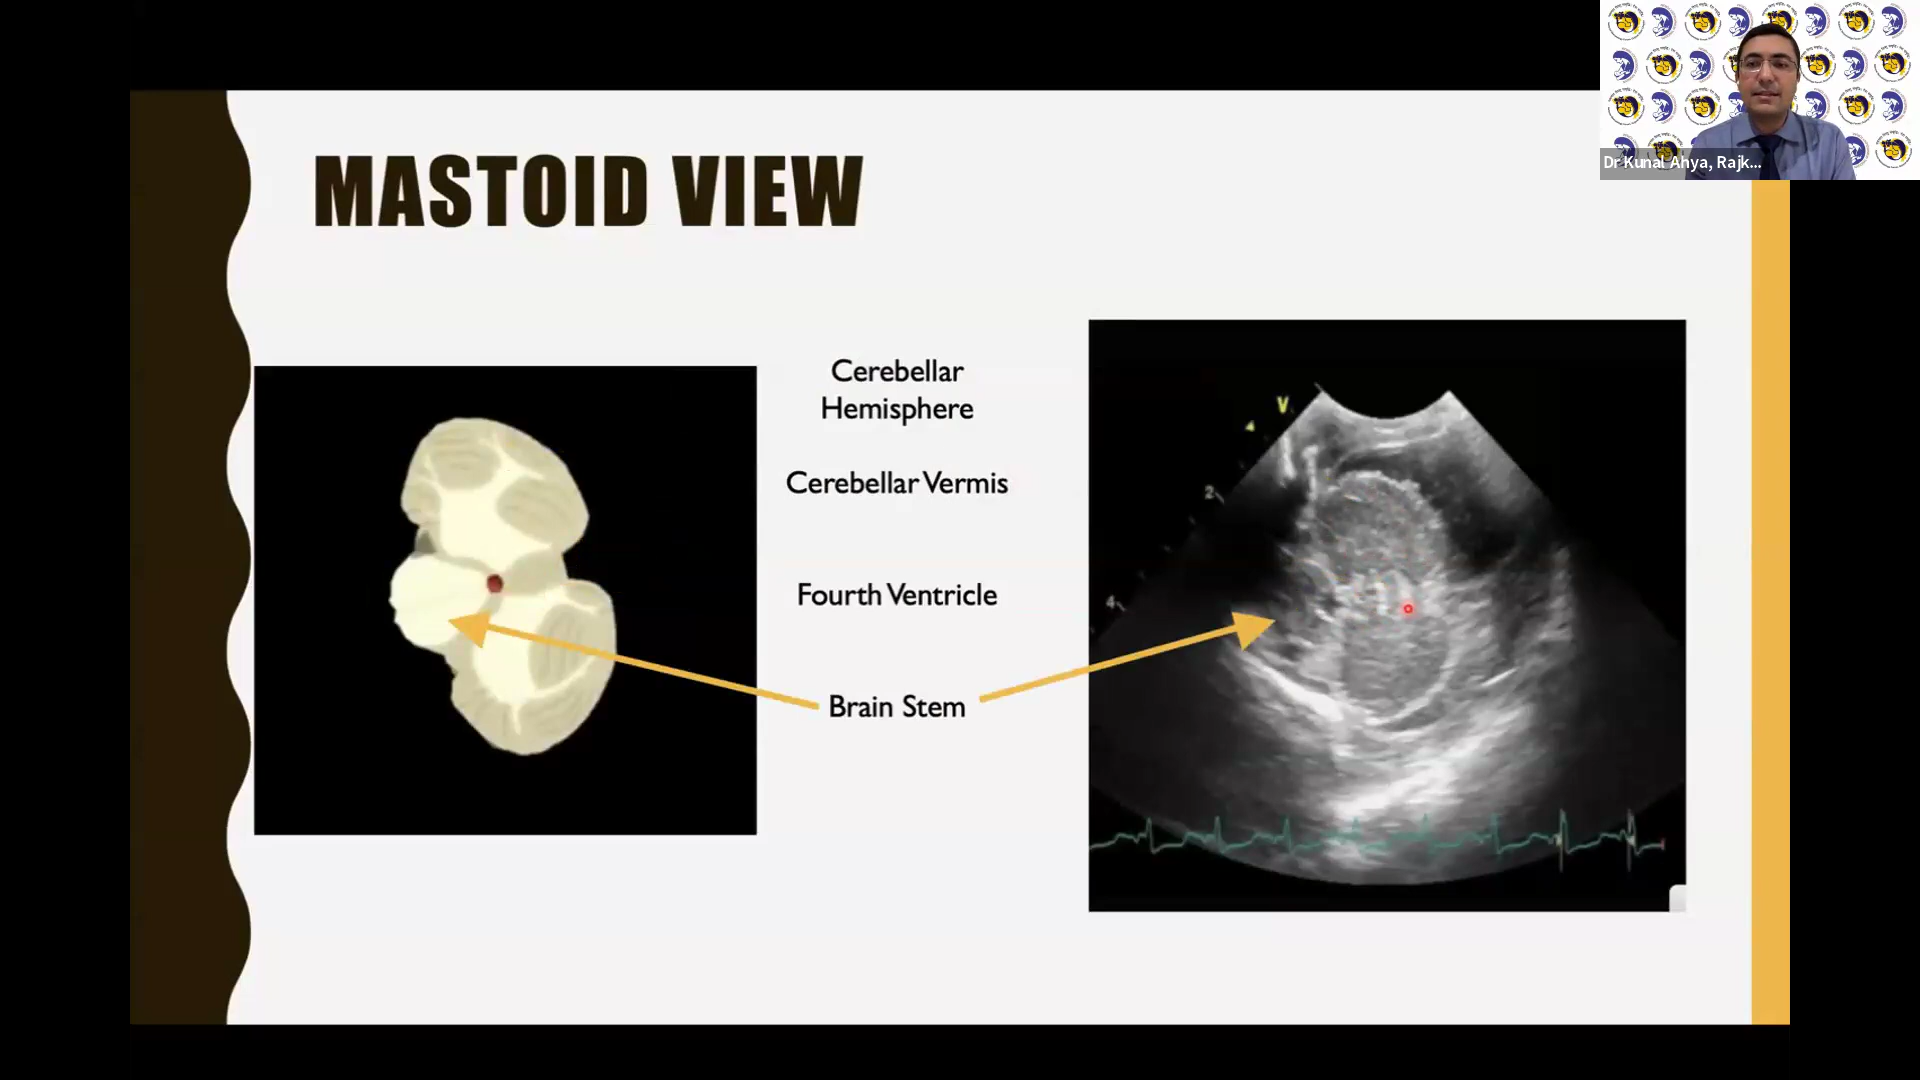 MASTOID VIEW
Dr Kunal Ahya, Rajk...
Cerebellar
Hemisphere
Cerebellar Vermis
Fourth Ventricle
Brain Stem
V
2
4